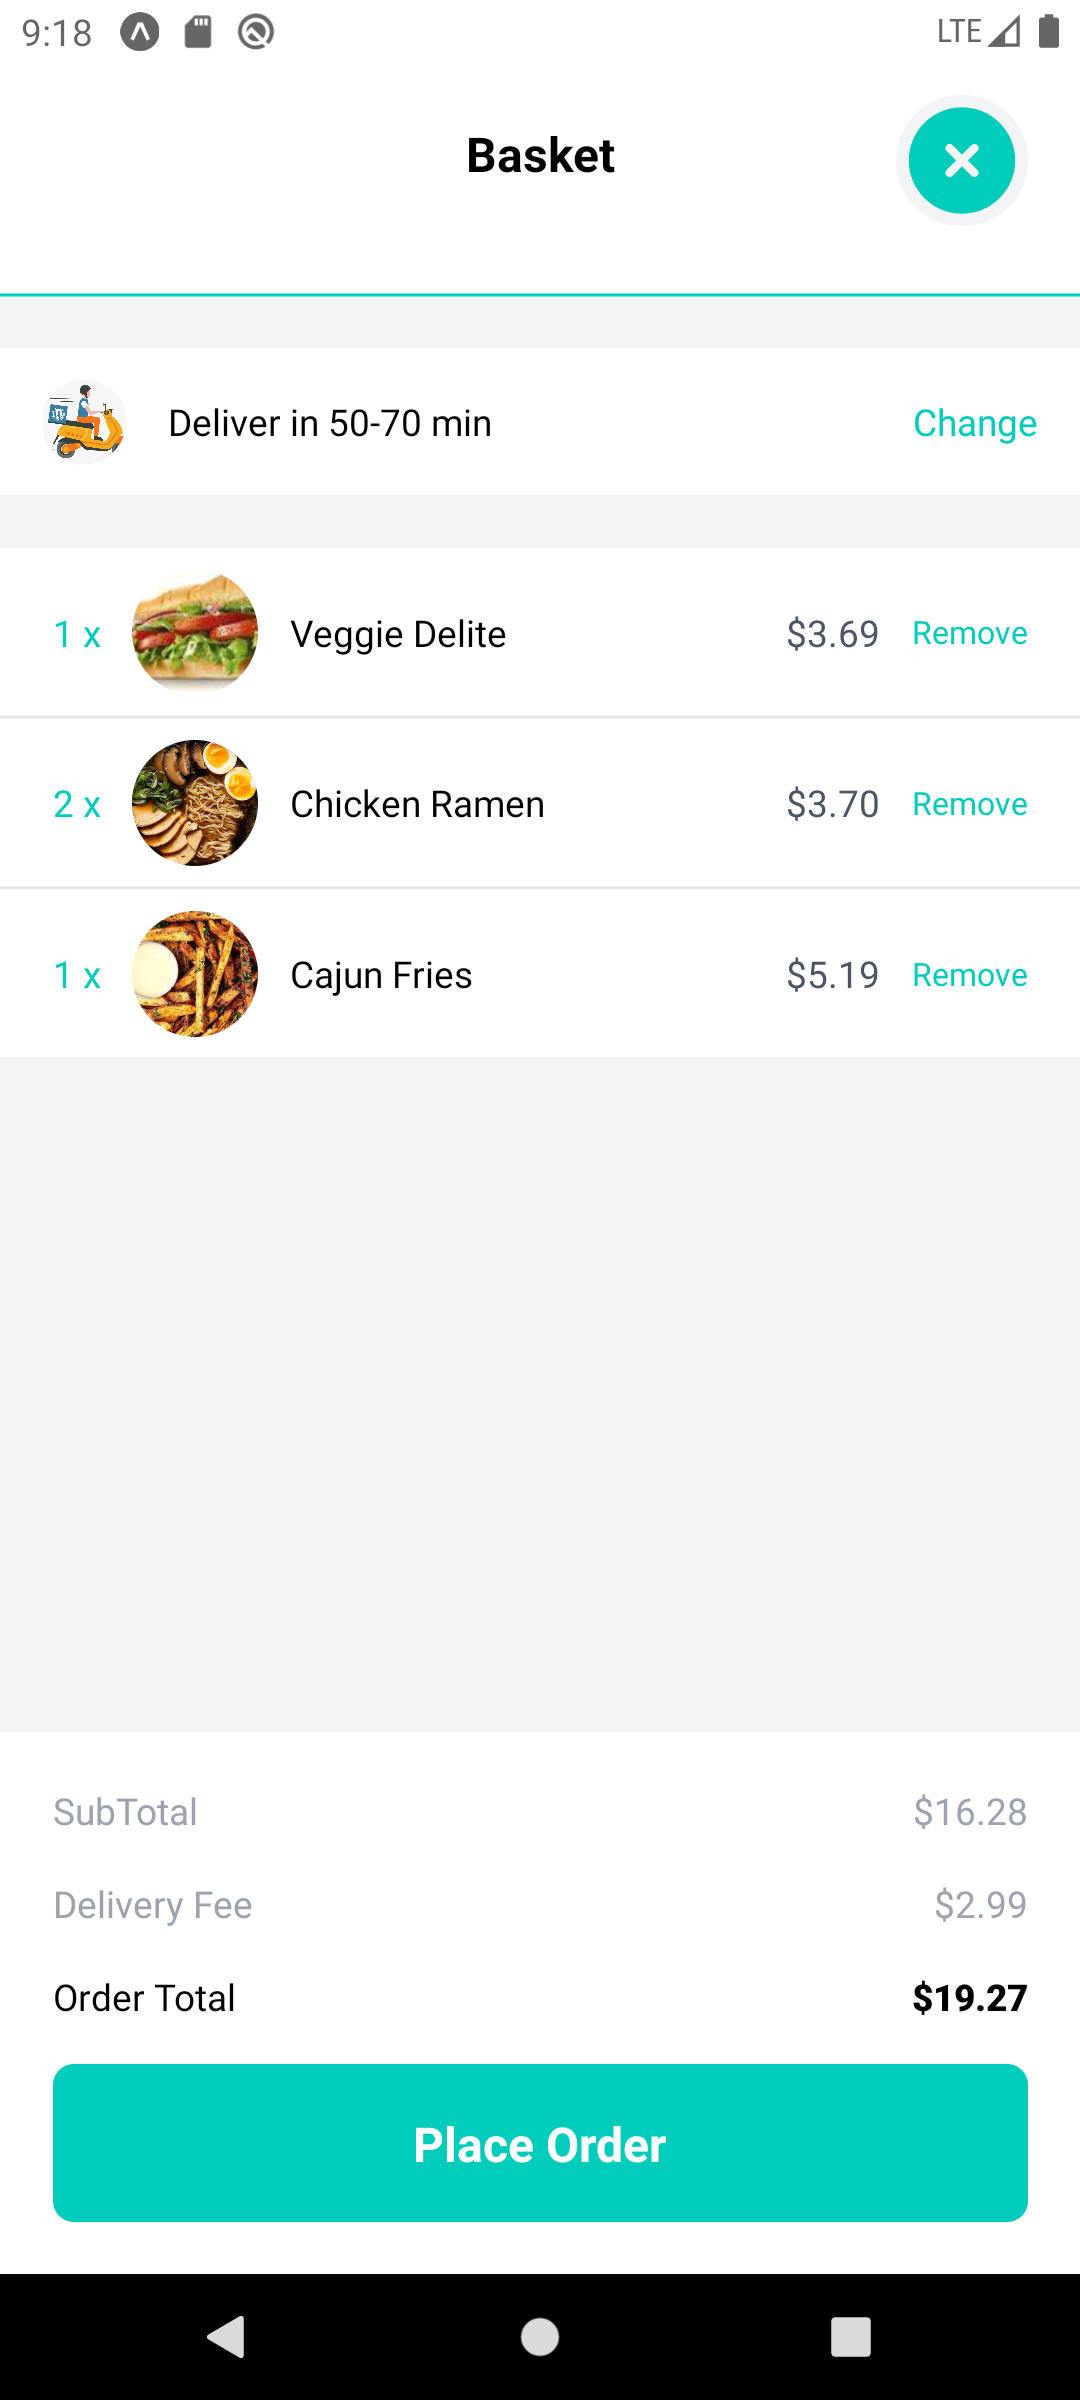 9:18
LTE
Basket
Deliver in 50-70 min
Change
1 x Veggie Delite $3.69 Remove
2 x Chicken Ramen $3.70 Remove
1 x Cajun Fries $5.19 Remove
SubTotal $16.28
Delivery Fee $2.99
Order Total $19.27
Place Order